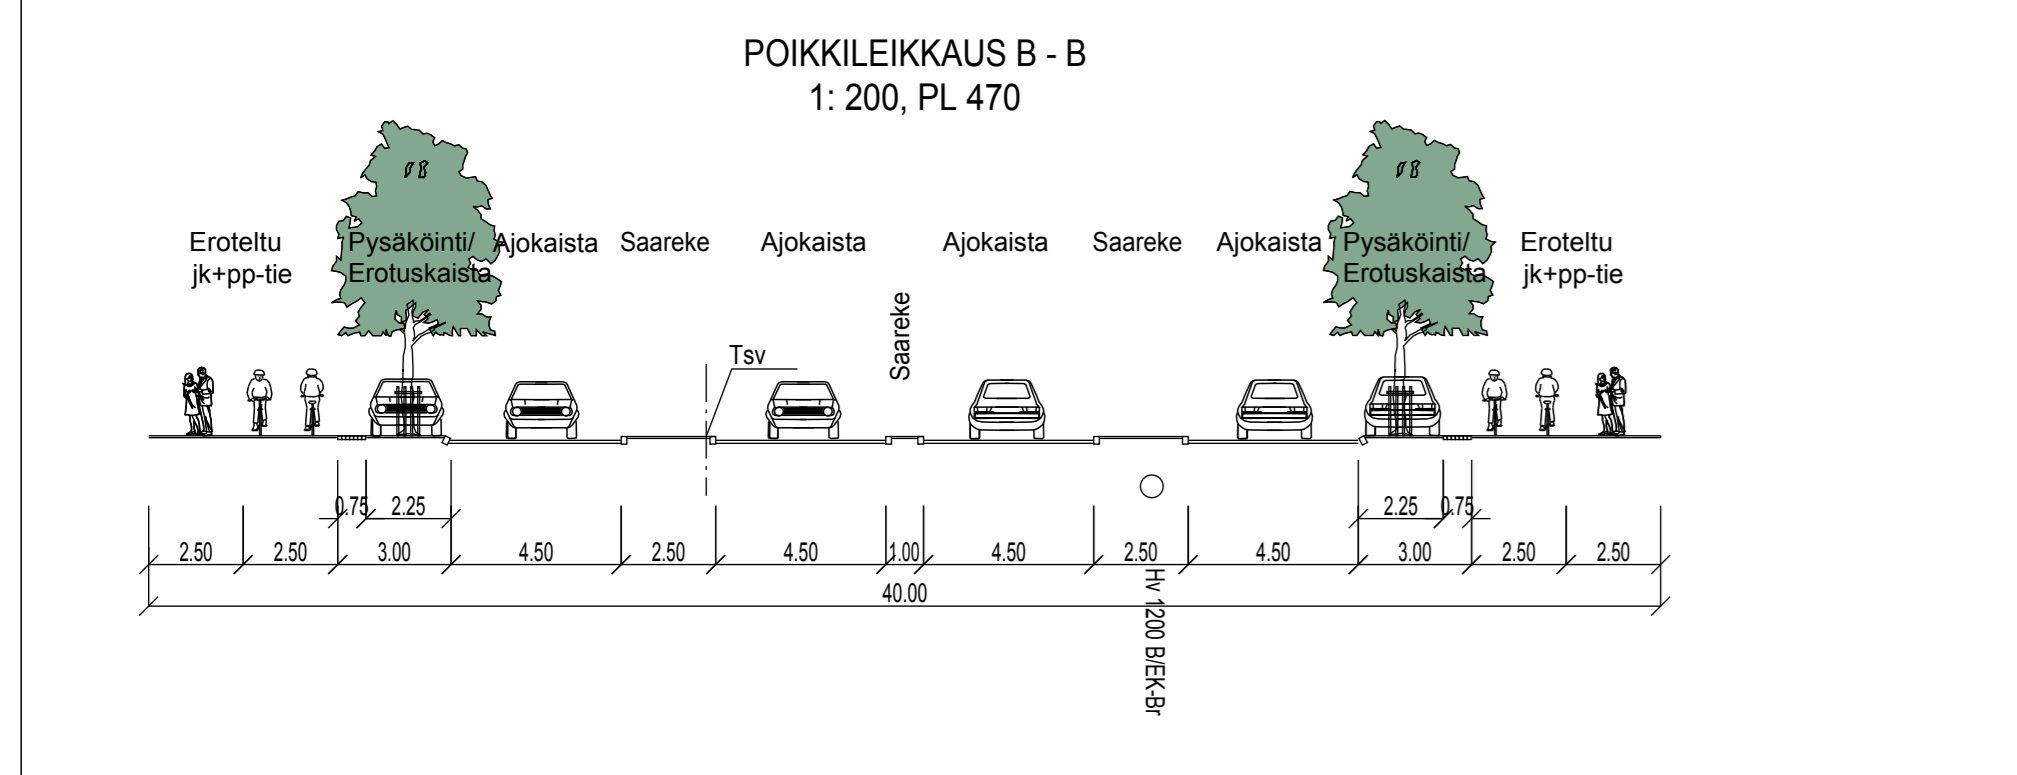 POIKKILEIKKAUS B - B
1: 200, PL 470
Eroteltu
jk+pp-tie
Pysäköinti/
Erotuskaista
Ajokaista
Saareke
Ajokaista
Saareke
Ajokaista
Saareke
Ajokaista
Pysäköinti/
Erotuskaista
Eroteltu
jk+pp-tie
Tsv
0.75 2.25 2.25 0.75
2.50 2.50 3.00 4.50 2.50 4.50 1.00 4.50 2.50 4.50 3.00 2.50 2.50
40.00
Hv 1200 B/EK-Br